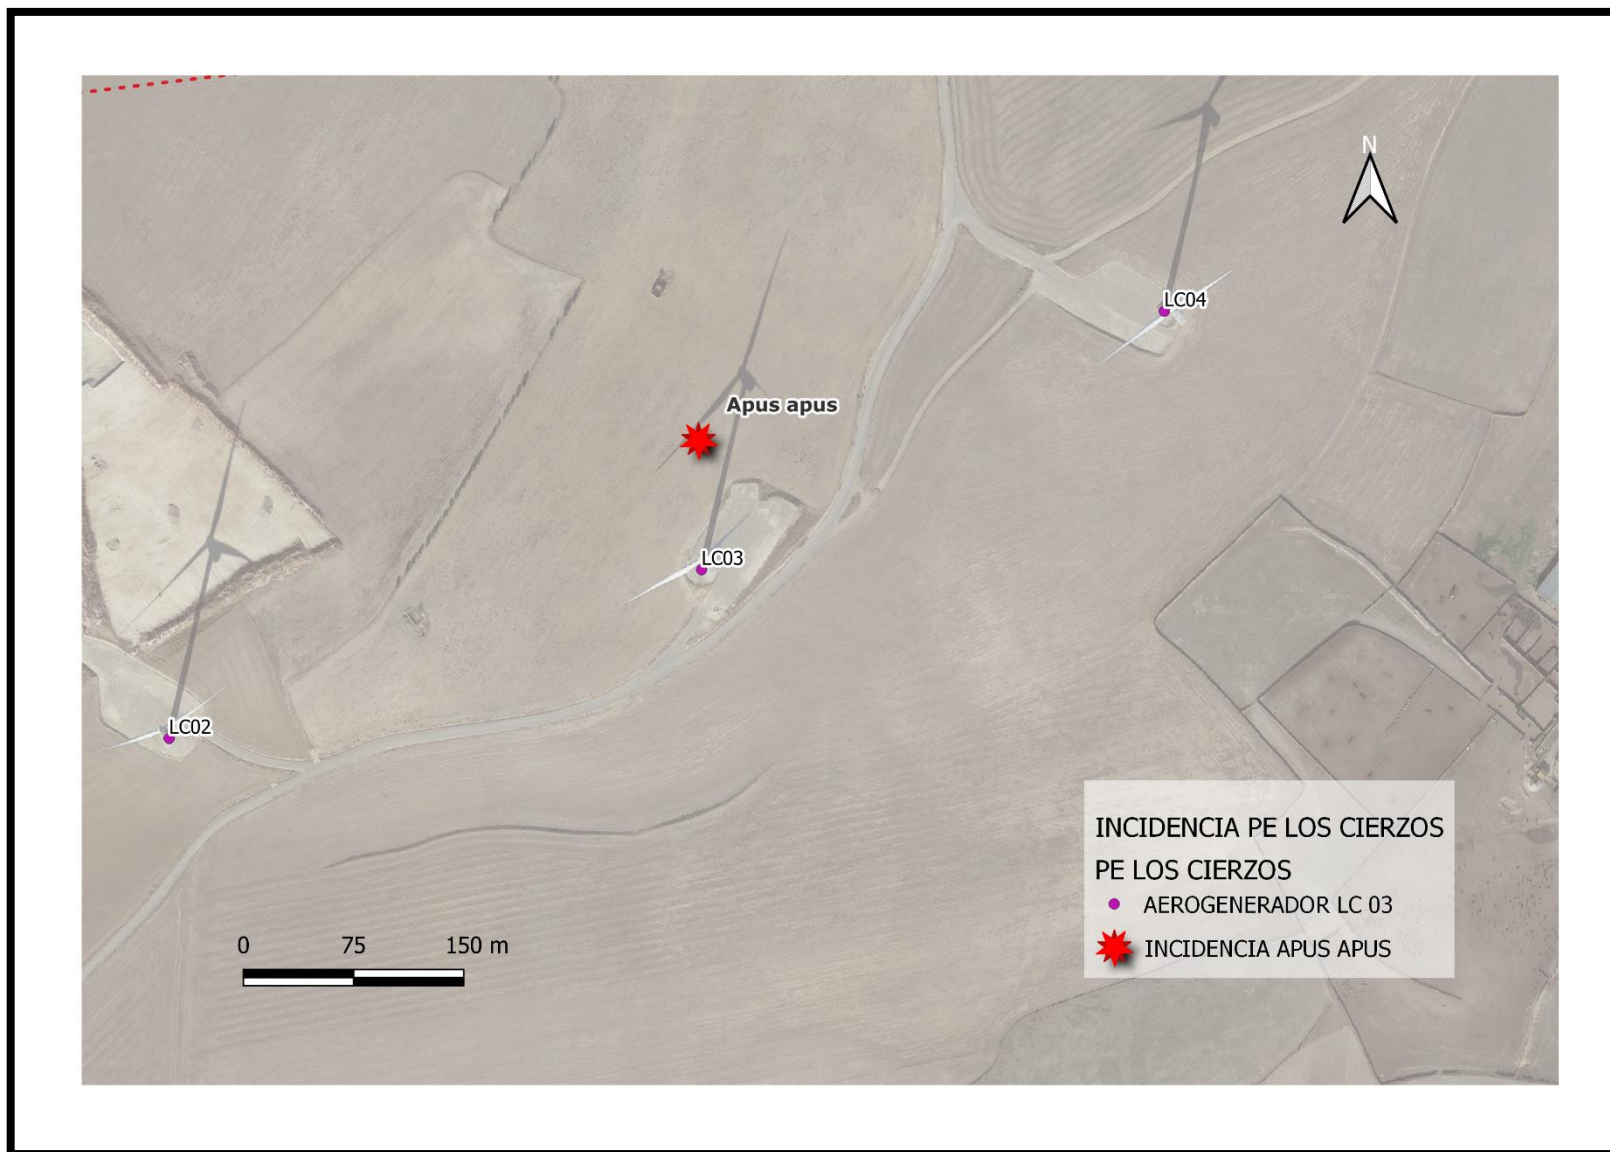 N
LC04
Apus apus
LC03
LC02
INCIDENCIA PE LOS CIERZOS
PE LOS CIERZOS
AEROGENERADOR LC 03
INCIDENCIA APUS APUS
0 75 150 m